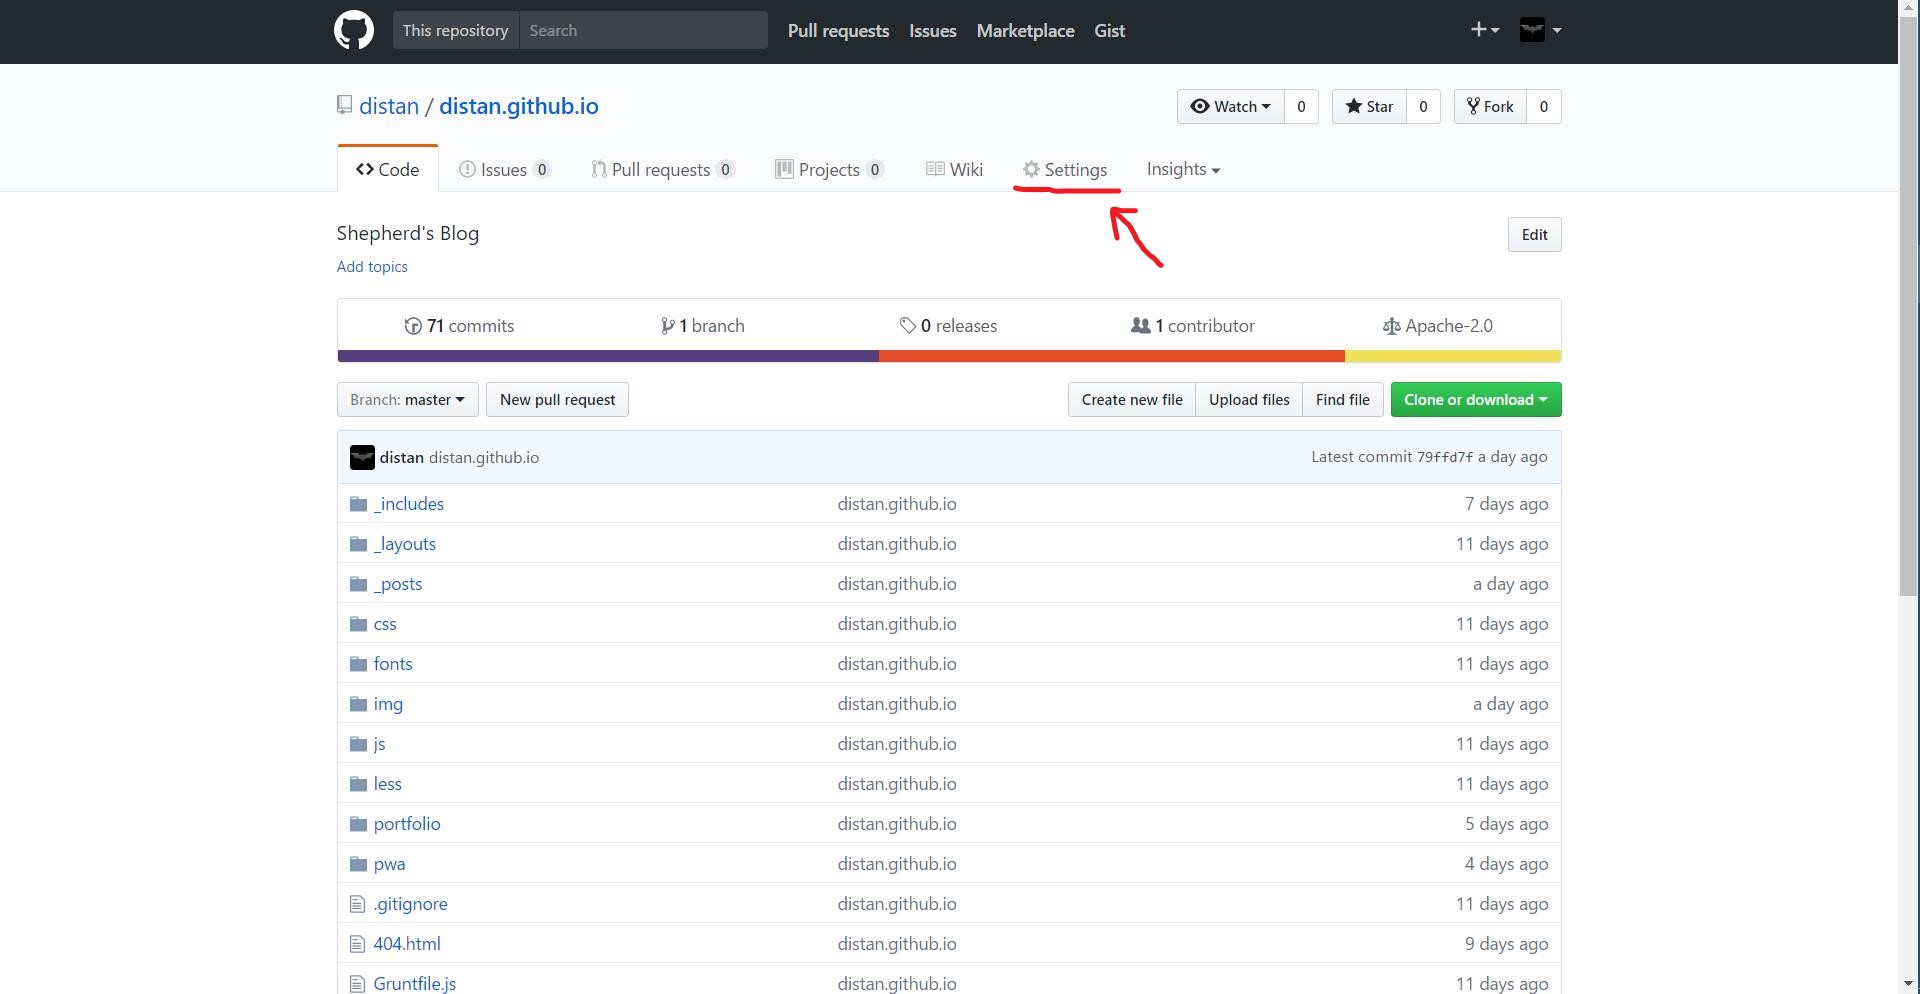 This repository Search Pull requests Issues Marketplace Gist
distan / distan.github.io Watch 0 Star 0 Fork 0
Code Issues 0 Pull requests 0 Projects 0 Wiki Settings Insights
Shepherd's Blog Edit
Add topics
71 commits 1 branch 0 releases 1 contributor Apache-2.0
Branch: master New pull request Create new file Upload files Find file Clone or download
distan distan.github.io Latest commit 79ffd7f a day ago
_includes distan.github.io 7 days ago
_layouts distan.github.io 11 days ago
_posts distan.github.io a day ago
css distan.github.io 11 days ago
fonts distan.github.io 11 days ago
img distan.github.io a day ago
js distan.github.io 11 days ago
less distan.github.io 11 days ago
portfolio distan.github.io 5 days ago
pwa distan.github.io 4 days ago
.gitignore distan.github.io 11 days ago
404.html distan.github.io 9 days ago
Gruntfile.js distan.github.io 11 days ago